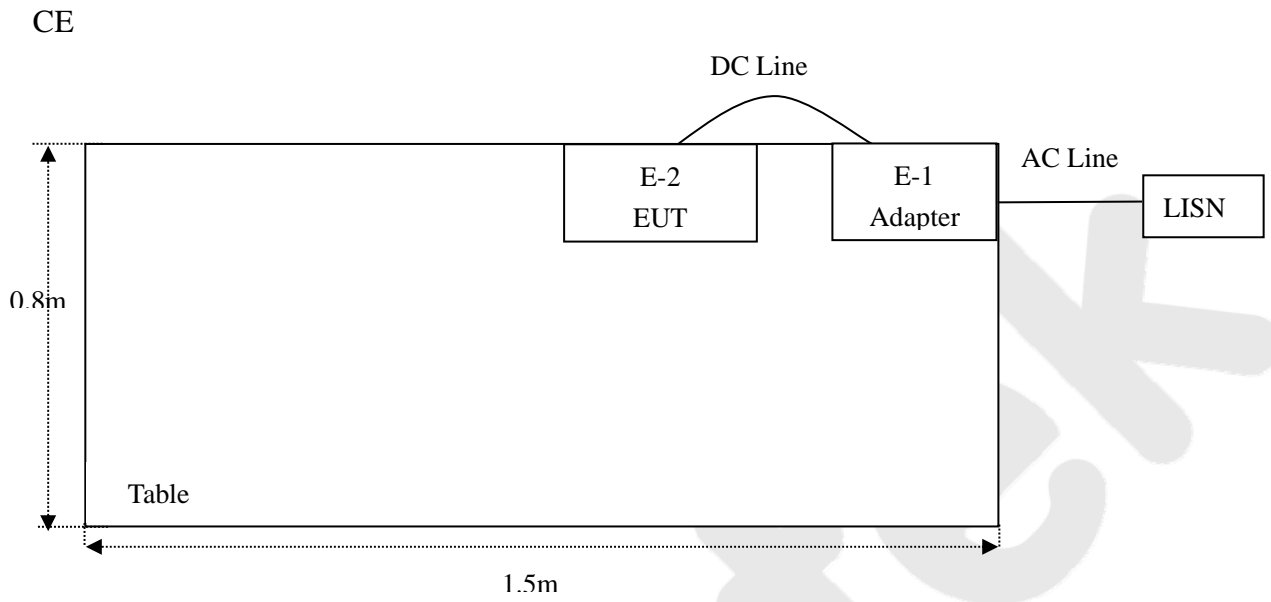 CE
DC Line
E-2
EUT
E-1
Adapter
AC Line
LISN
0.8m
Table
1.5m